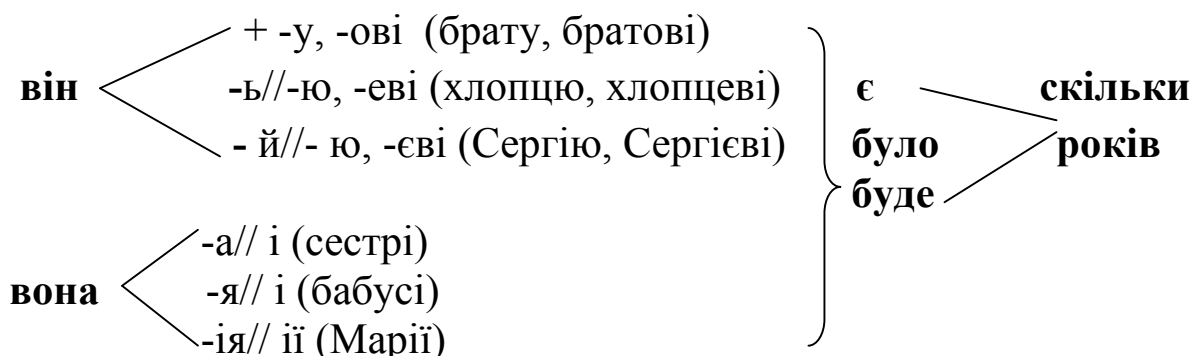 + -у, -ові (брату, братові)
він -ь//-ю, -еві (хлопцю, хлопцеві) є скільки
- й//- ю, -єві (Сергію, Сергієві) було років
буде
-а// і (сестрі)
-я// і (бабусі)
вона
-ія// ії (Марії)